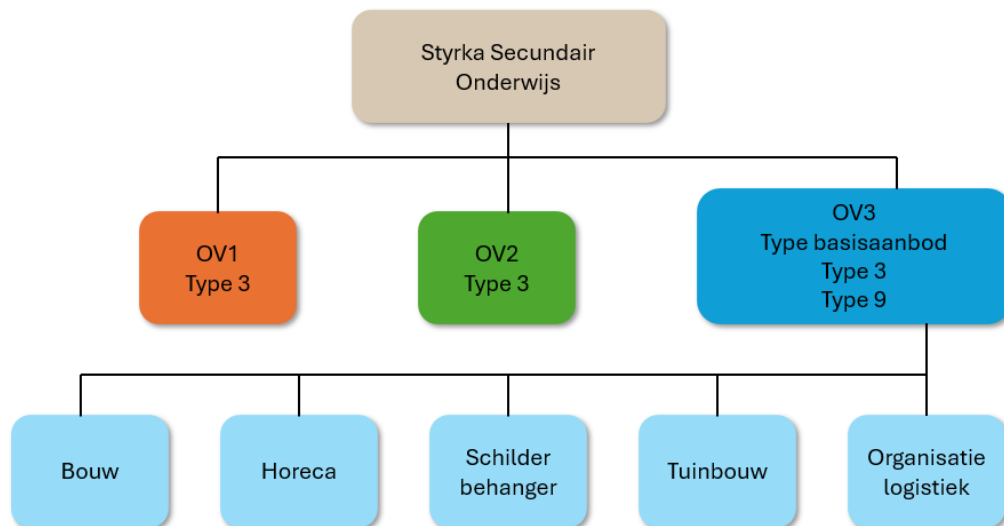 Styrka Secundair
Onderwijs
OV1
Type 3
OV2
Type 3
OV3
Type basisaanbod
Type 3
Type 9
Bouw
Horeca
Schilder
behanger
Tuinbouw
Organisatie
logistiek